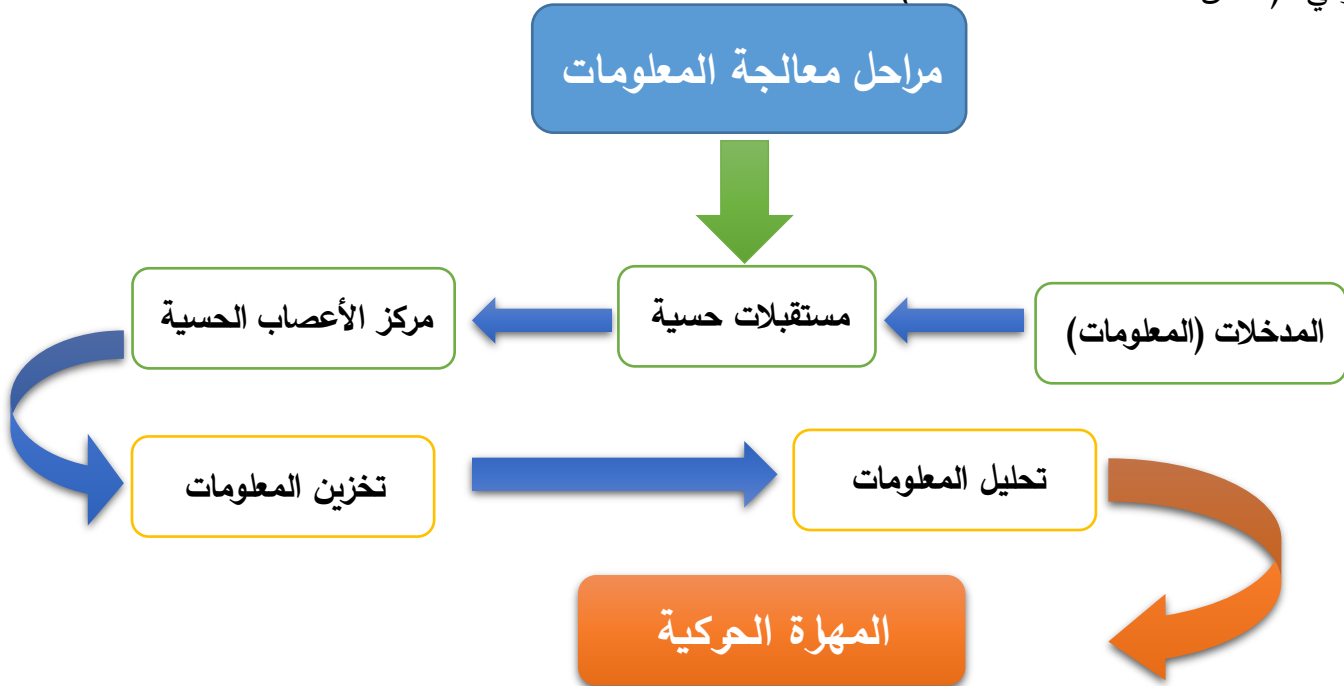 مراحل معالجة المعلومات
المدخلات (المعلومات)
مستقبلات حسية
مركز الأعصاب الحسية
تخزين المعلومات
تحليل المعلومات
المهارة الحركية